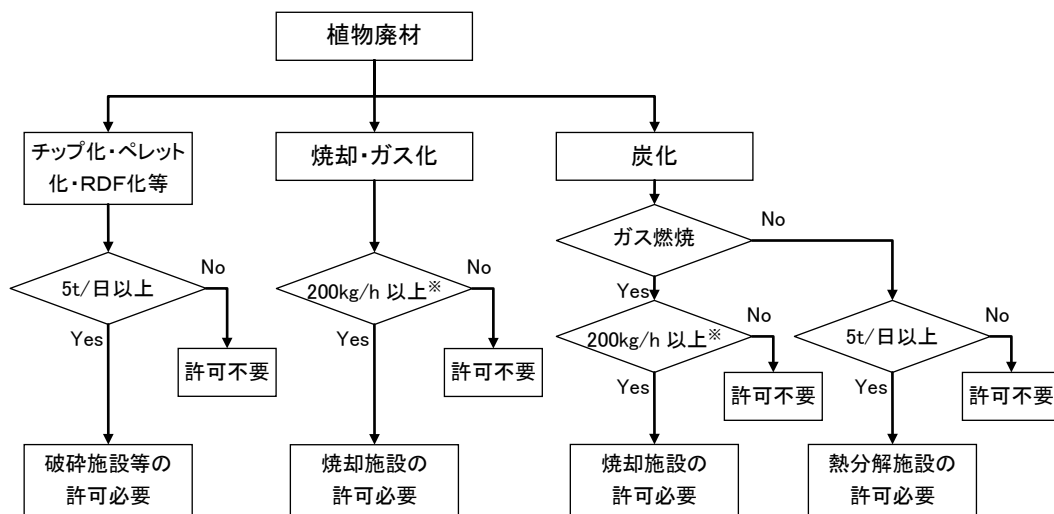 植物廃材
チップ化・ペレット
化・RDF化等
焼却・ガス化
炭化
ガス燃焼
No
5t/日以上
No
Yes
200kg/h 以上※
No
Yes
Yes
200kg/h 以上※
No
Yes
5t/日以上
No
Yes
許可不要
許可不要
許可不要
許可不要
破砕施設等の
許可必要
焼却施設の
許可必要
焼却施設の
許可必要
熱分解施設の
許可必要